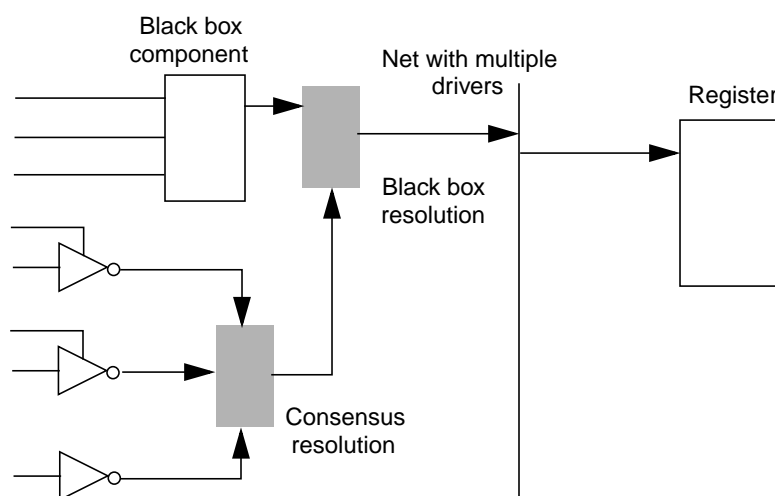 Black box
component
Net with multiple
drivers
Register
Black box
resolution
Consensus
resolution